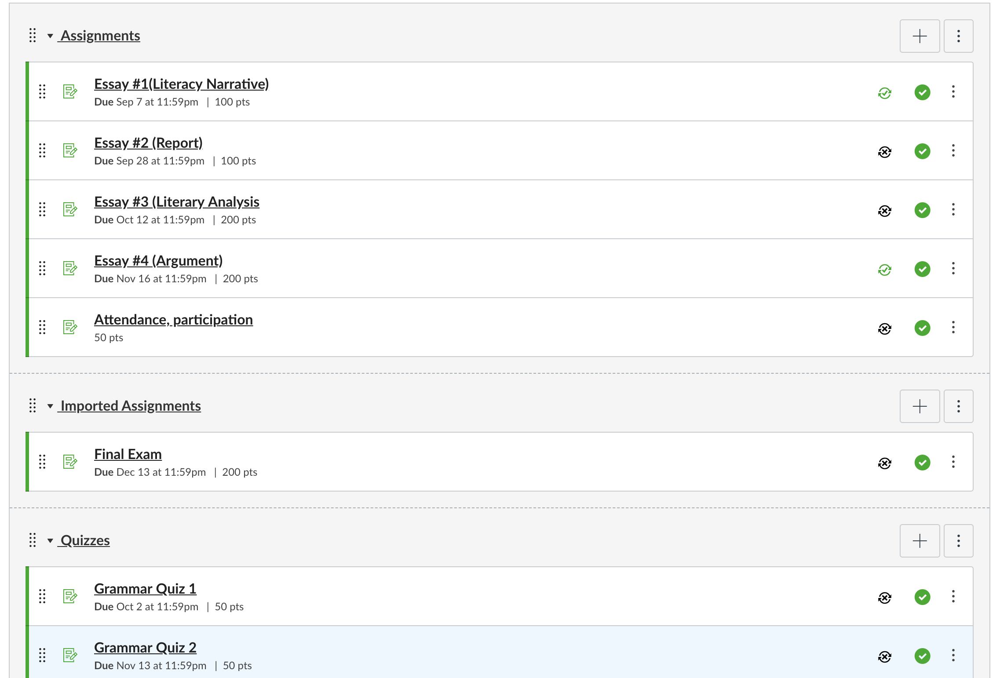 Assignments
Essay #1(Literacy Narrative)
Due Sep 7 at 11:59pm | 100 pts
Essay #2 (Report)
Due Sep 28 at 11:59pm | 100 pts
Essay #3 (Literary Analysis
Due Oct 12 at 11:59pm | 200 pts
Essay #4 (Argument)
Due Nov 16 at 11:59pm | 200 pts
Attendance, participation
50 pts
Imported Assignments
Final Exam
Due Dec 13 at 11:59pm | 200 pts
Quizzes
Grammar Quiz 1
Due Oct 2 at 11:59pm | 50 pts
Grammar Quiz 2
Due Nov 13 at 11:59pm | 50 pts